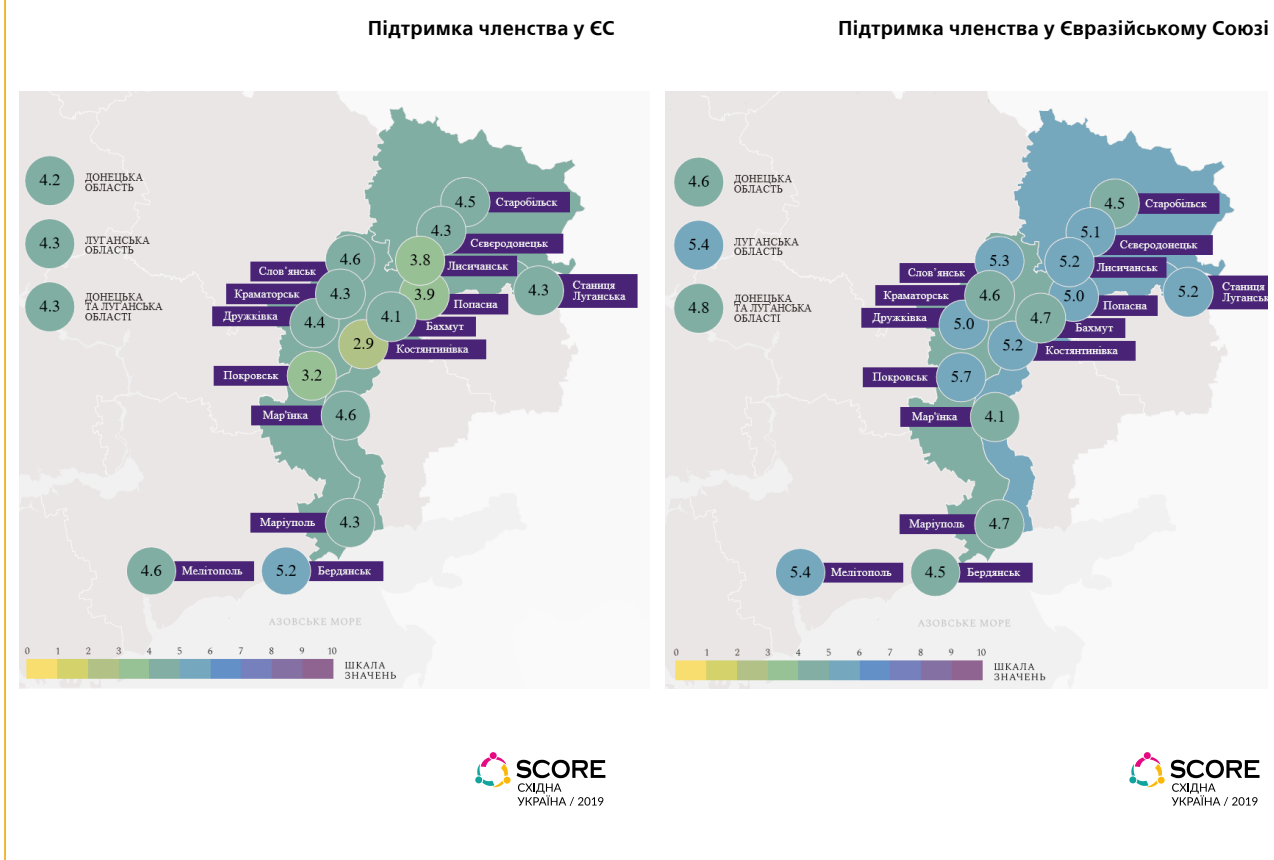 Підтримка членства у ЄС
4.2
ДОНЕЦЬКА
ОБЛАСТЬ
4.3
ЛУГАНСЬКА
ОБЛАСТЬ
4.3
ДОНЕЦЬКА
ТА ЛУГАНСЬКА
ОБЛАСТІ
4.5
Старобільск
4.3
Сєвєродонецьк
4.6
Слов'янськ
3.8
Лисичанськ
4.3
Краматорськ
3.9
Попасна
4.3
Станиця
Луганська
4.4
Дружківка
4.1
Бахмут
2.9
Костянтинівка
3.2
Покровськ
4.6
Мар'їнка
4.3
Маріуполь
4.6
Мелітополь
5.2
Бердянськ
АЗОВСЬКЕ МОРЕ
0 1 2 3 4 5 6 7 8 9 10
ШКАЛА
ЗНАЧЕНЬ
SCORE
СХІДНА
УКРАЇНА / 2019
Підтримка членства у Євразійському Союзі
4.6
ДОНЕЦЬКА
ОБЛАСТЬ
5.4
ЛУГАНСЬКА
ОБЛАСТЬ
4.8
ДОНЕЦЬКА
ТА ЛУГАНСЬКА
ОБЛАСТІ
4.5
Старобільск
5.1
Сєвєродонецьк
5.3
Слов'янськ
5.2
Лисичанськ
4.6
Краматорськ
5.0
Попасна
5.2
Станиця
Луганськ
5.0
Дружківка
4.7
Бахмут
5.2
Костянтинівка
5.7
Покровськ
4.1
Мар'їнка
4.7
Маріуполь
5.4
Мелітополь
4.5
Бердянськ
АЗОВСЬКЕ МОРЕ
0 1 2 3 4 5 6 7 8 9 10
ШКАЛА
ЗНАЧЕНЬ
SCORE
СХІДНА
УКРАЇНА / 2019